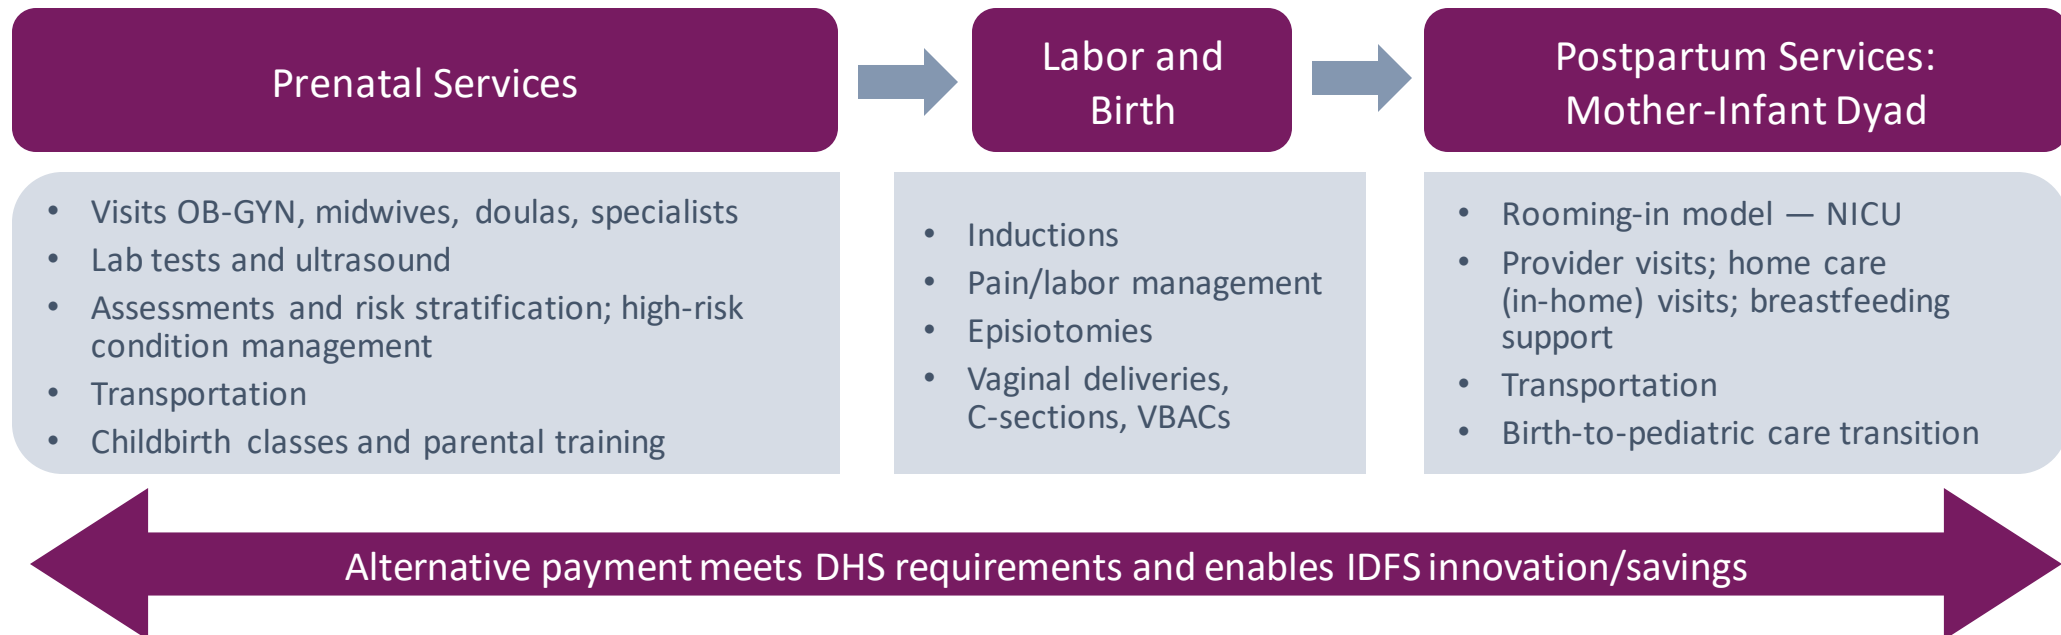 Prenatal Services
Labor and
Birth
Postpartum Services:
Mother-Infant Dyad
• Visits OB-GYN, midwives, doulas, specialists
• Lab tests and ultrasound
• Assessments and risk stratification; high-risk
condition management
• Transportation
• Childbirth classes and parental training
• Inductions
• Pain/labor management
• Episiotomies
• Vaginal deliveries,
C-sections, VBACs
• Rooming-in model — NICU
• Provider visits; home care
(in-home) visits; breastfeeding
support
• Transportation
• Birth-to-pediatric care transition
Alternative payment meets DHS requirements and enables IDFS innovation/savings